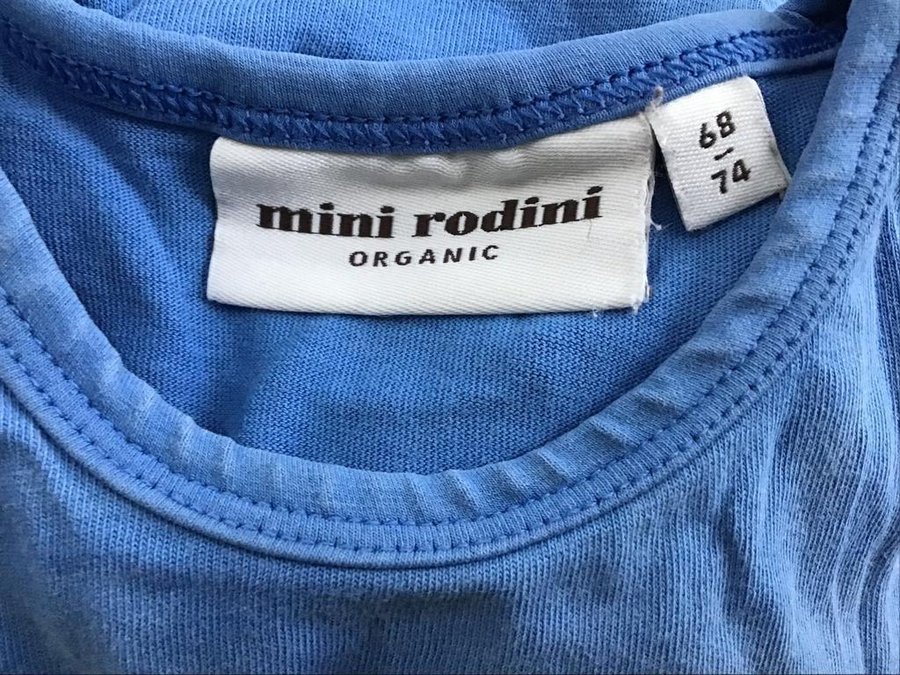 mini rodini
ORGANIC
68
–
74